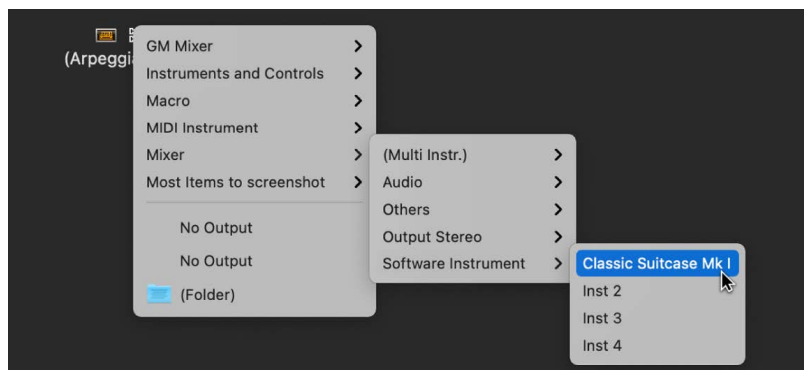 (Arpeggi
GM Mixer
Instruments and Controls
Macro
MIDI Instrument
Mixer
Most Items to screenshot
No Output
No Output
(Folder)
(Multi Instr.)
Audio
Others
Output Stereo
Software Instrument
Classic Suitcase Mk I
Inst 2
Inst 3
Inst 4